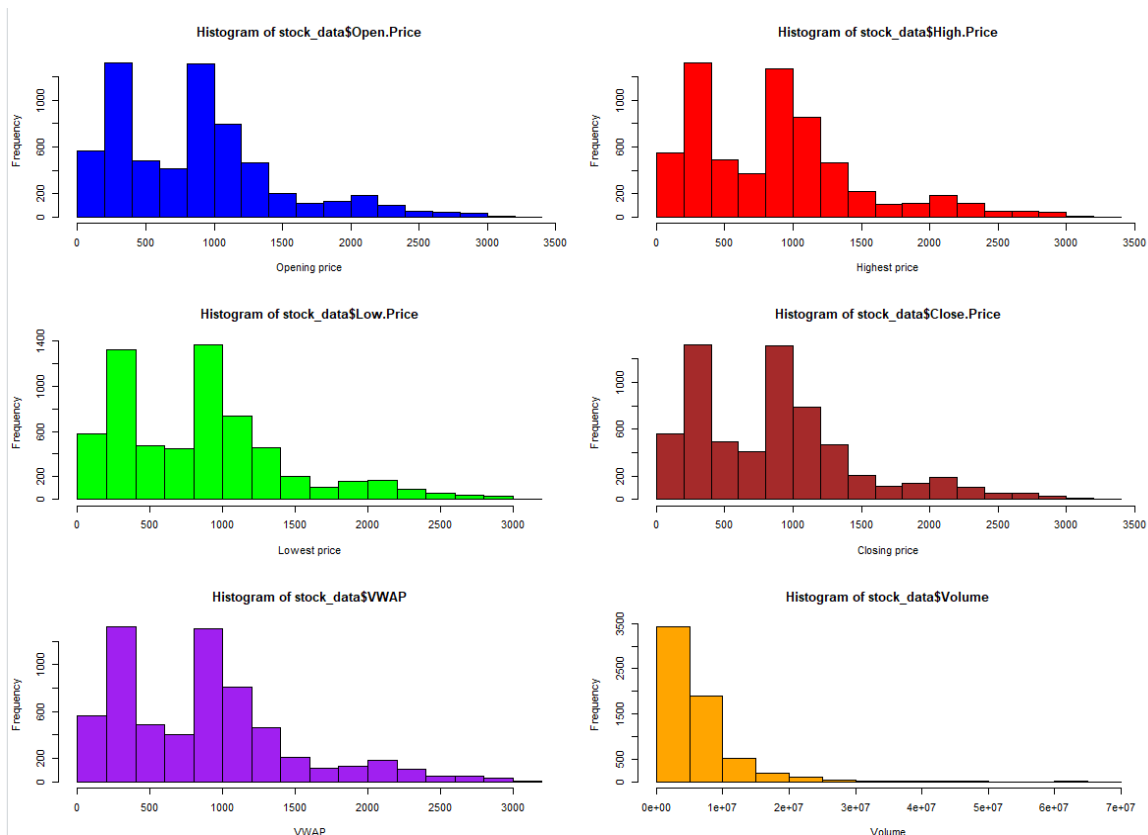 Histogram of stock_data$Open.Price
Frequency
0 200 600 1000
0 500 1000 1500 2000 2500 3000 3500
Opening price
Histogram of stock_data$High.Price
Frequency
0 200 600 1000
0 500 1000 1500 2000 2500 3000 3500
Highest price
Histogram of stock_data$Low.Price
Frequency
0 200 600 1000 1400
0 500 1000 1500 2000 2500 3000
Lowest price
Histogram of stock_data$Close.Price
Frequency
0 200 600 1000
0 500 1000 1500 2000 2500 3000 3500
Closing price
Histogram of stock_data$VWAP
Frequency
0 200 600 1000
0 500 1000 1500 2000 2500 3000
VWAP
Histogram of stock_data$Volume
Frequency
0 500 1500 2500 3500
0e+00 1e+07 2e+07 3e+07 4e+07 5e+07 6e+07 7e+07
Volume